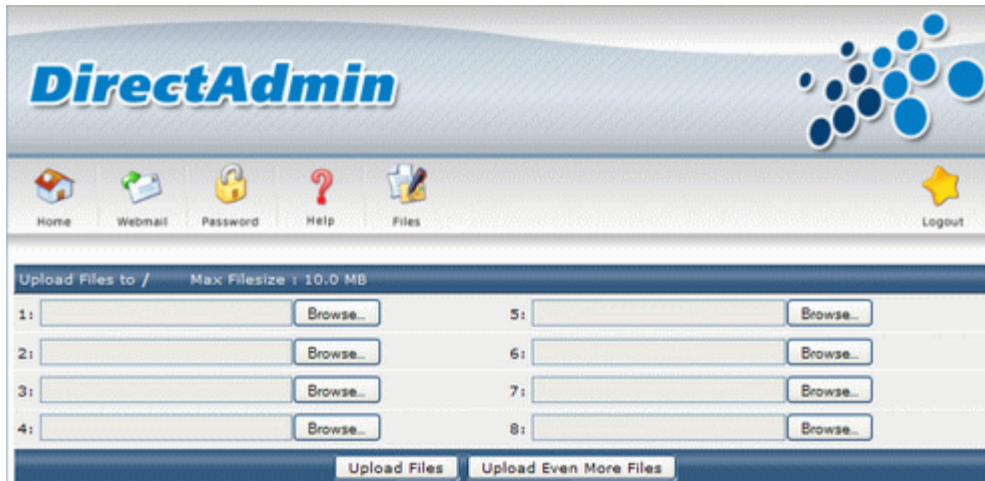 DirectAdmin
Home Webmail Password Help Files Logout
Upload Files to / Max Filesize : 10.0 MB
1: Browse... 5: Browse...
2: Browse... 6: Browse...
3: Browse... 7: Browse...
4: Browse... 8: Browse...
Upload Files Upload Even More Files